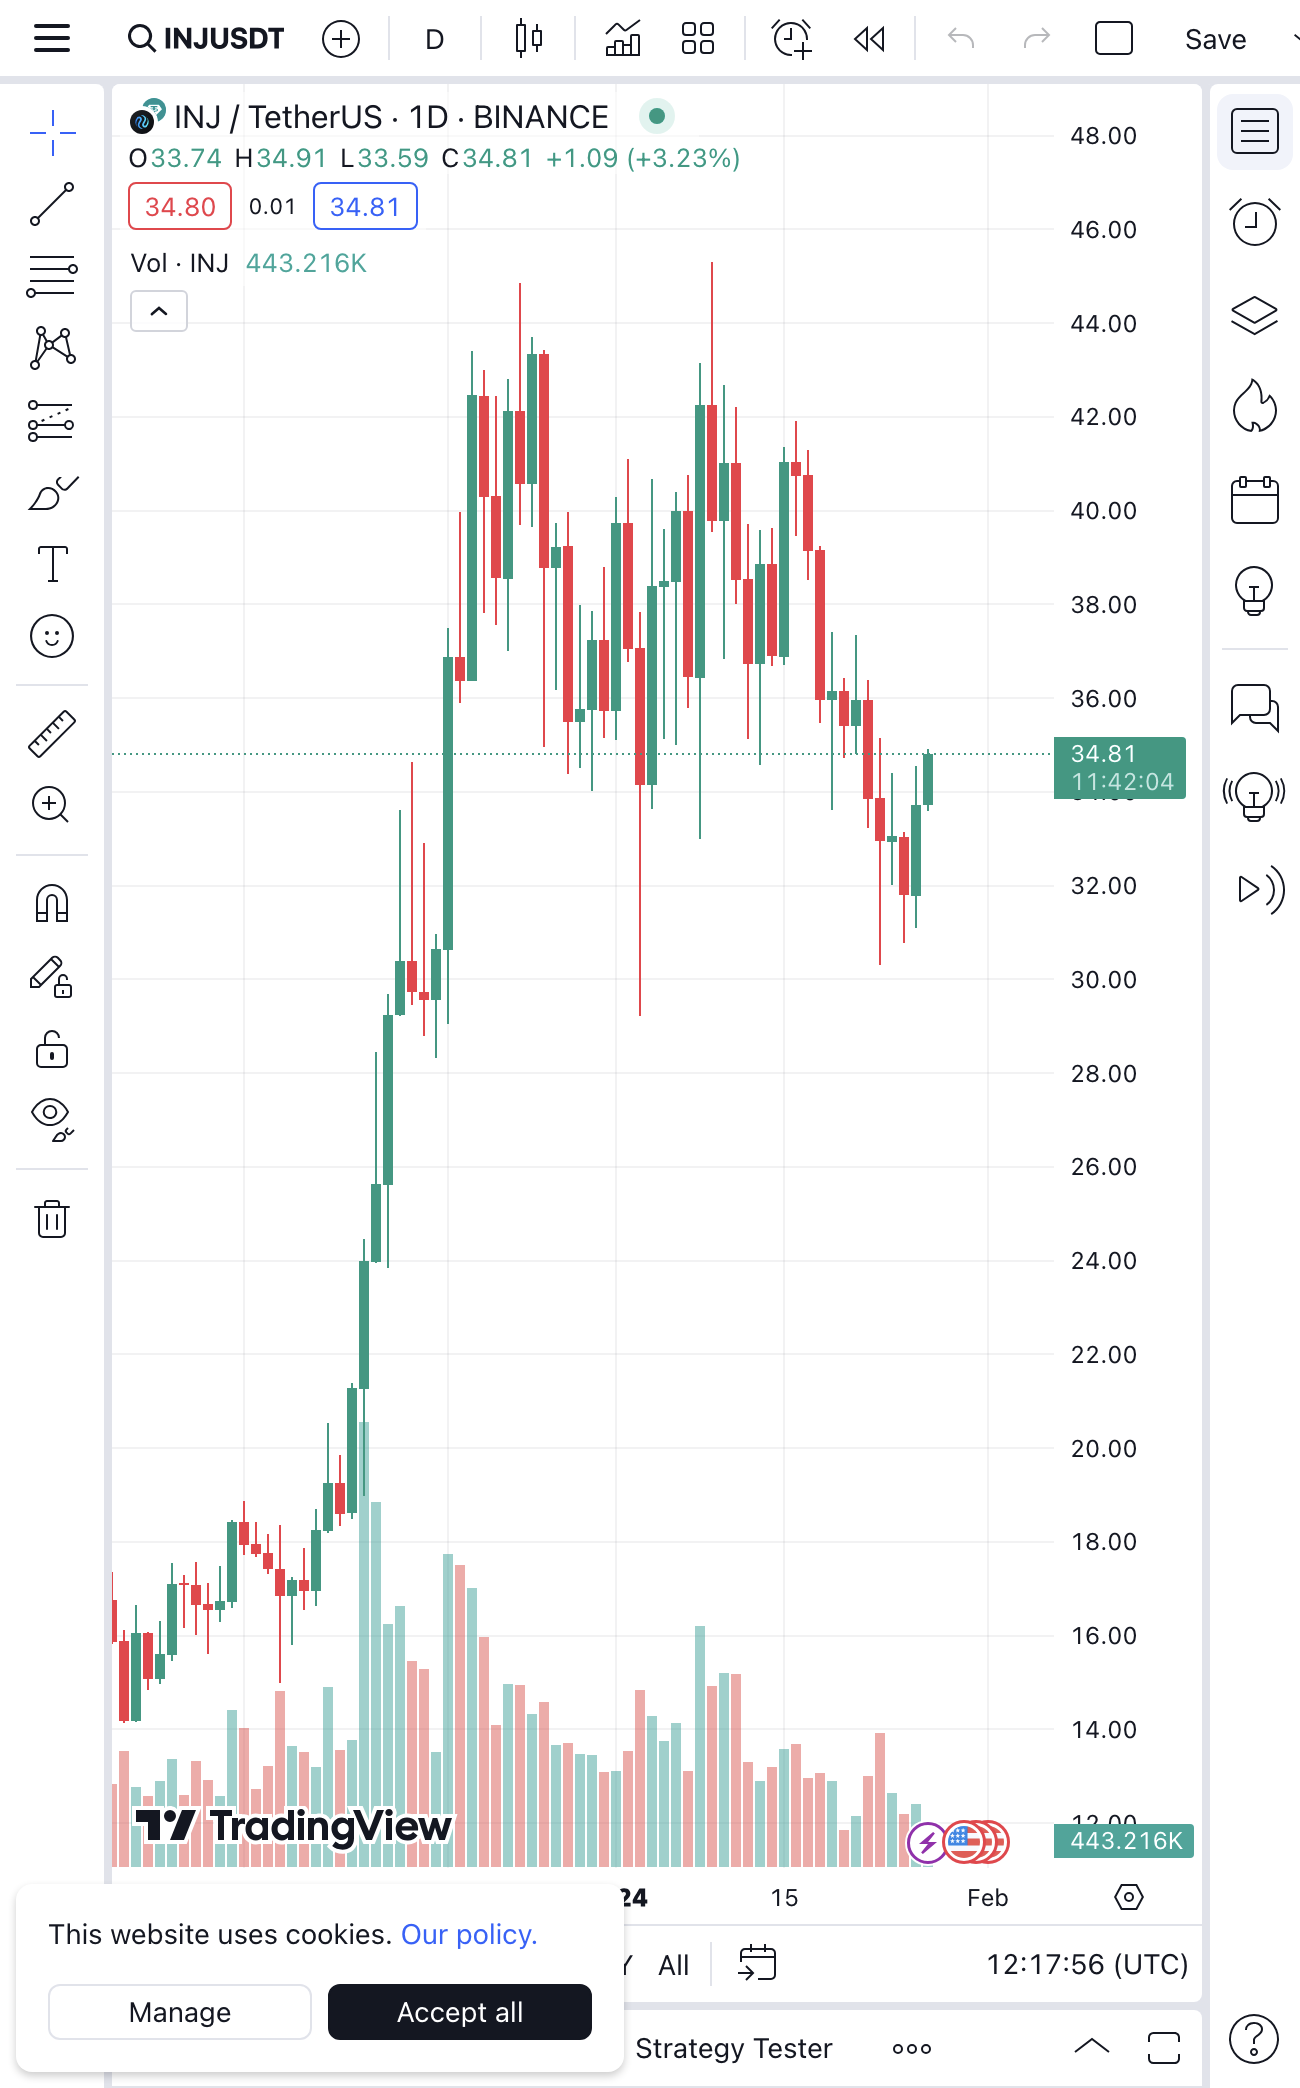 INJUSDT D Save
INJ / TetherUS · 1D · BINANCE
O33.74 H34.91 L33.59 C34.81 +1.09 (+3.23%)
34.80 0.01 34.81
Vol · INJ 443.216K
48.00
46.00
44.00
42.00
40.00
38.00
36.00
34.81
11:42:04
32.00
30.00
28.00
26.00
24.00
22.00
20.00
18.00
16.00
14.00
12.00
443.216K
TradingView
24 15 Feb
This website uses cookies. Our policy.
Manage Accept all
Y All 12:17:56 (UTC)
Strategy Tester